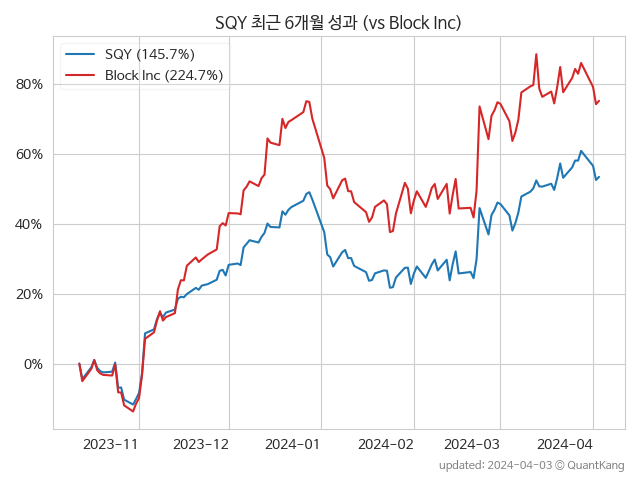 SQY 최근 6개월 성과 (vs Block Inc)
SQY (145.7%)
Block Inc (224.7%)
80%
60%
40%
20%
0%
2023-11 2023-12 2024-01 2024-02 2024-03 2024-04
updated: 2024-04-03 © QuantKang